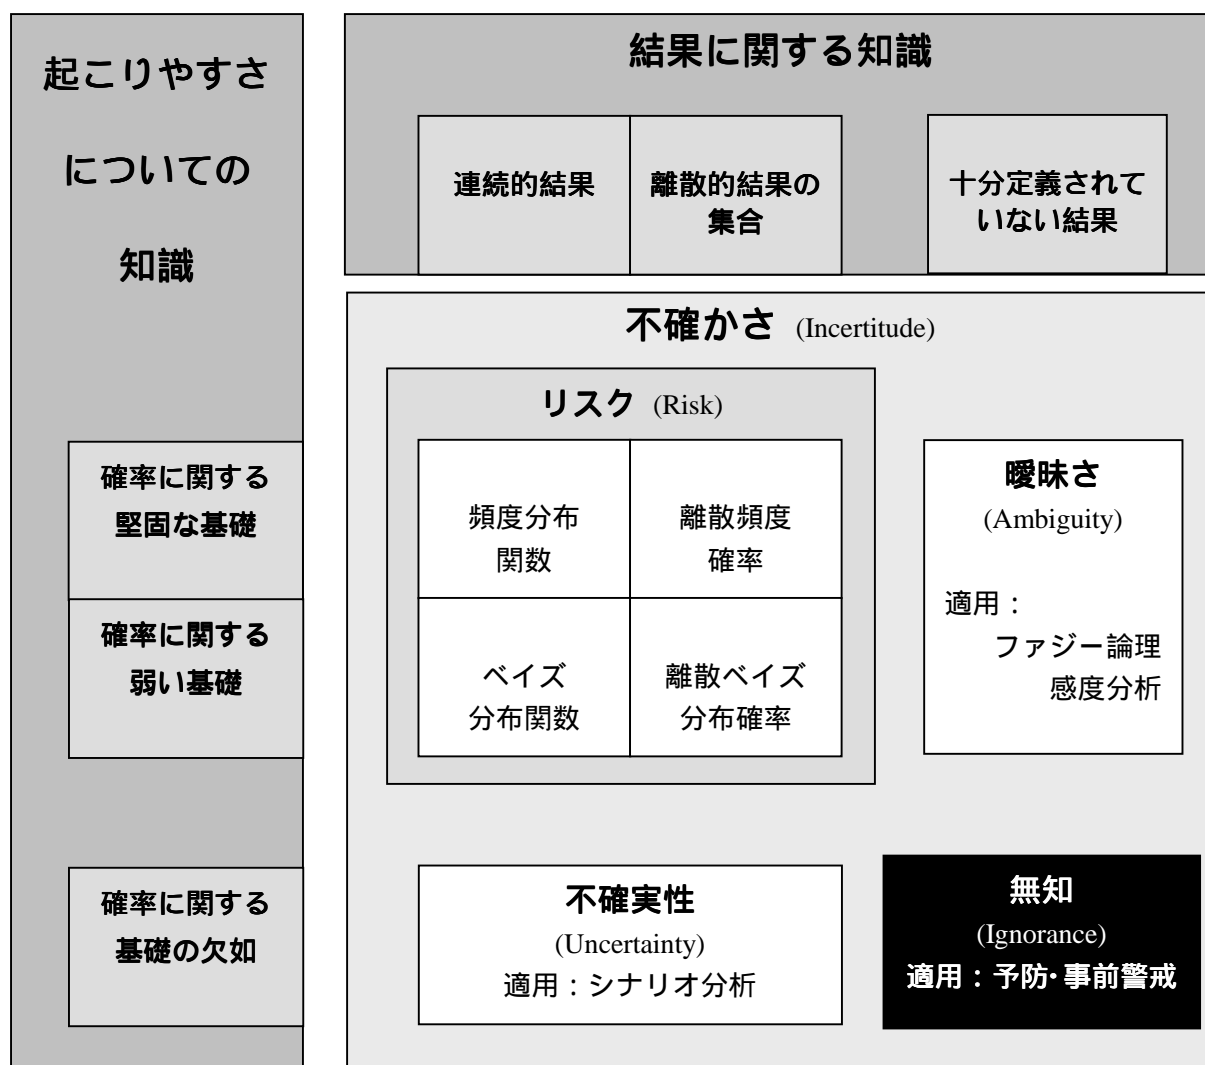 起こりやすさ
についての
知識
結果に関する知識
連続的結果
離散的結果の
集合
十分定義されて
いない結果
不確かさ (Incertitude)
リスク (Risk)
確率に関する
堅固な基礎
頻度分布
関数
離散頻度
確率
曖昧さ
(Ambiguity)
適用：
ファジー論理
感度分析
確率に関する
弱い基礎
ベイズ
分布関数
離散ベイズ
分布確率
確率に関する
基礎の欠如
不確実性
(Uncertainty)
適用：シナリオ分析
無知
(Ignorance)
適用：予防・事前警戒